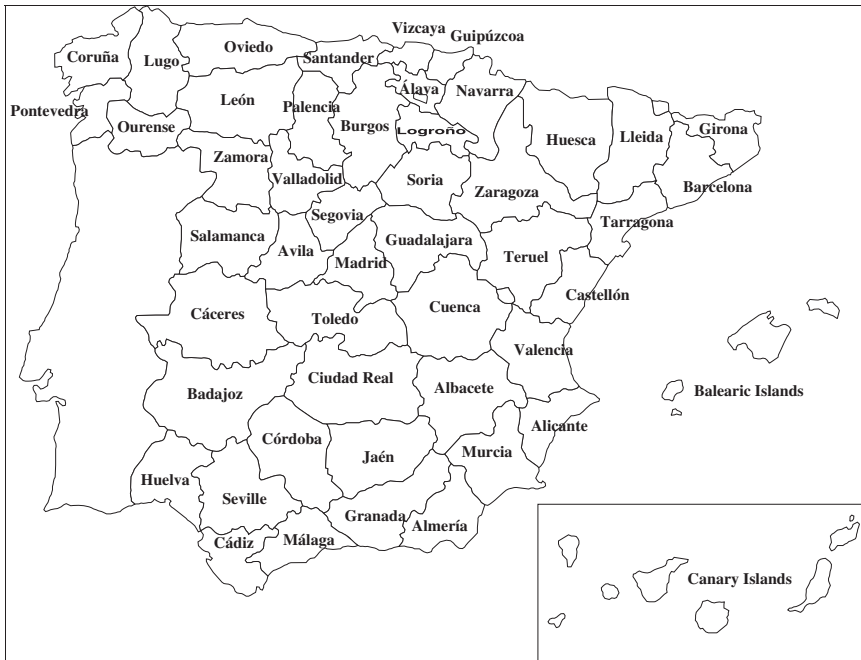 Vizcaya
Guipúzcoa
Coruña
Lugo
Oviedo
Santander
Álava
Navarra
Pontevedra
Ourense
León
Palencia
Burgos
Logroño
Huesca
Lleida
Girona
Zamora
Valladolid
Soria
Zaragoza
Barcelona
Segovia
Salamanca
Avila
Madrid
Guadalajara
Teruel
Tarragona
Cáceres
Toledo
Cuenca
Castellón
Valencia
Badajoz
Ciudad Real
Albacete
Balearic Islands
Córdoba
Jaén
Murcia
Alicante
Huelva
Seville
Granada
Almería
Cádiz
Málaga
Canary Islands